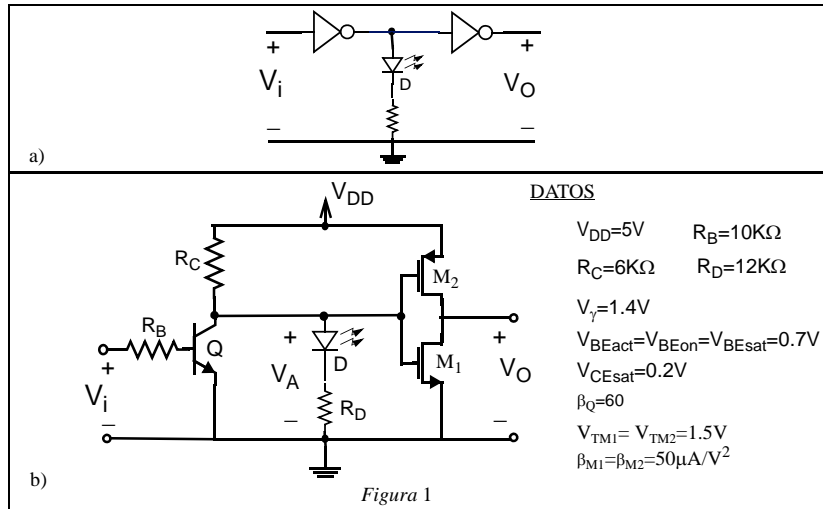 + +
V_i D V_O
− −
a)
V_DD
R_C
M_2
R_B
Q
+ + +
V_i V_A D M_1 V_O
R_D
− − −
b)
Figura 1
DATOS
V_DD=5V R_B=10KΩ
R_C=6KΩ R_D=12KΩ
V_γ=1.4V
V_BEact=V_BEon=V_BEsat=0.7V
V_CEsat=0.2V
β_Q=60
V_TM1= V_TM2=1.5V
β_M1=β_M2=50μA/V²